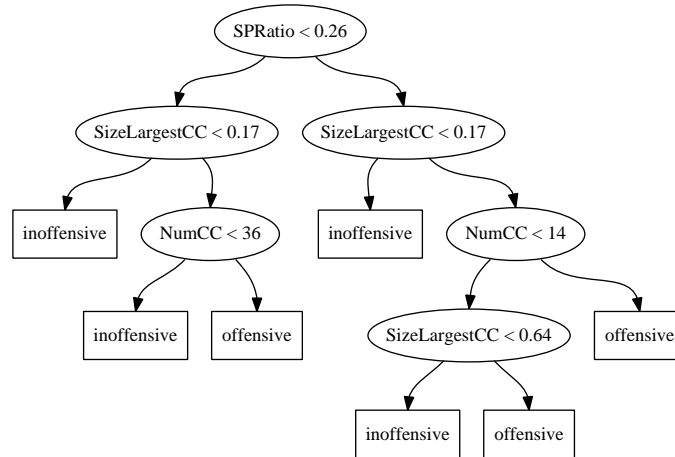 SPRatio < 0.26
SizeLargestCC < 0.17
SizeLargestCC < 0.17
inoffensive
NumCC < 36
inoffensive
NumCC < 14
inoffensive
offensive
SizeLargestCC < 0.64
offensive
inoffensive
offensive